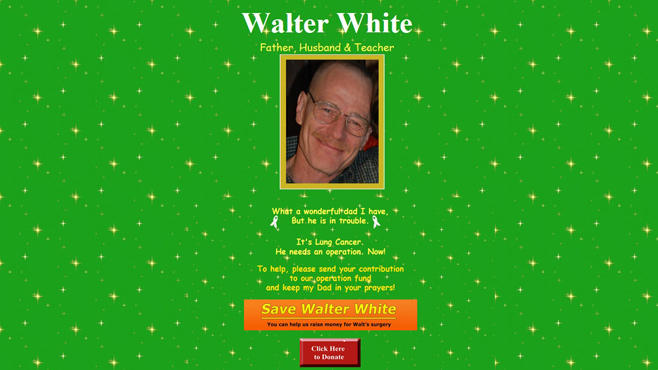 Walter White
Father, Husband & Teacher
What a wonderful dad I have,
But he is in trouble.
It's Lung Cancer.
He needs an operation. Now!
To help, please send your contribution
to our operation fund
and keep my Dad in your prayers!
Save Walter White
You can help us raise money for Walt's surgery
Click Here
to Donate